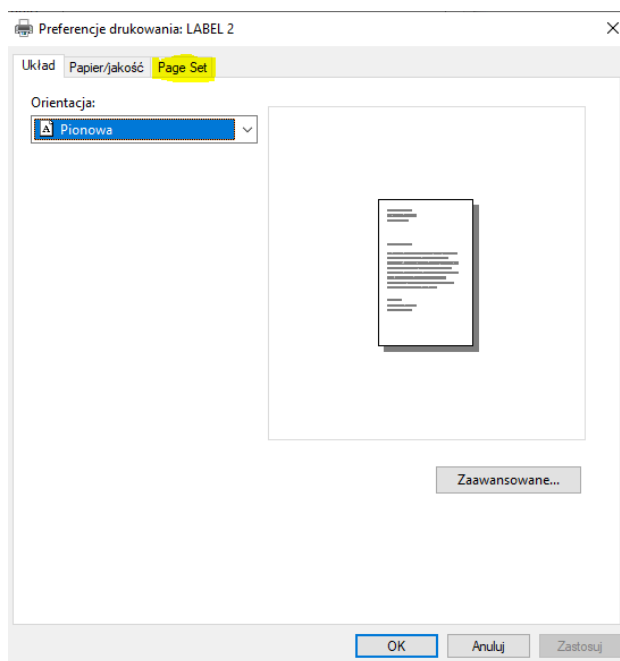 Preferencje drukowania: LABEL 2
Układ Papier/jakość Page Set
Orientacja:
A Pionowa
Zaawansowane...
OK Anuluj Zastosuj